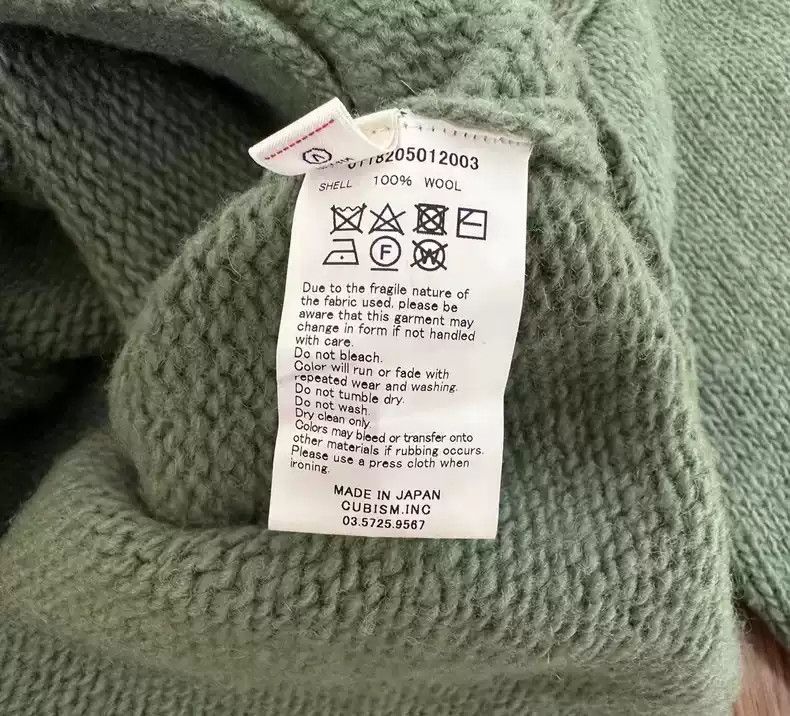 8205012003
SHELL 100% WOOL
F
W
Due to the fragile nature of
the fabric used, please be
aware that this garment may
change in form if not handled
with care.
Do not bleach.
Color will run or fade with
repeated wear and washing.
Do not tumble dry.
Do not wash.
Dry clean only.
Colors may bleed or transfer onto
other materials if rubbing occurs.
Please use a press cloth when
ironing.
MADE IN JAPAN
CUBISM.INC
03.5725.9567